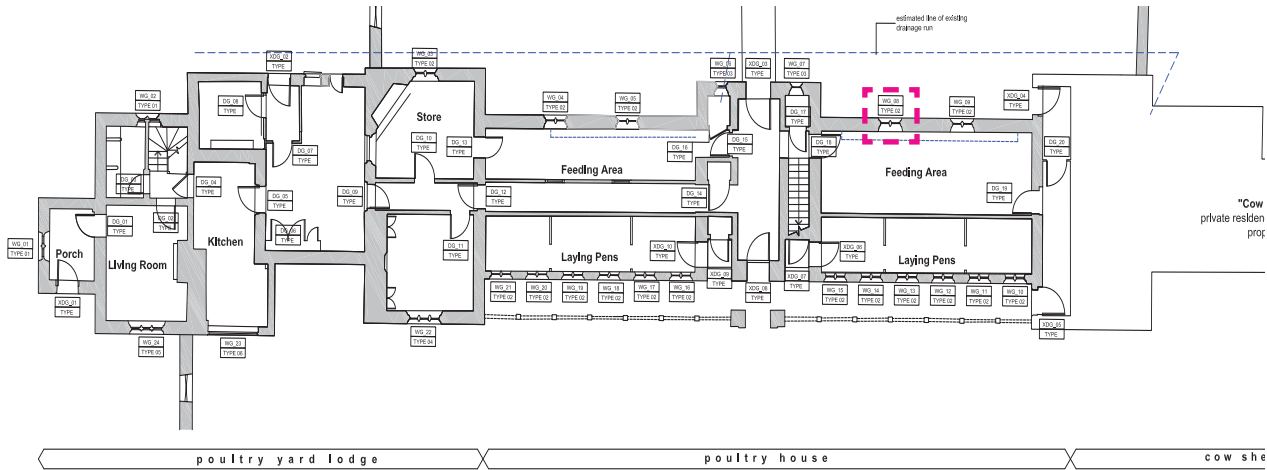 estimated line of existing
drainage run
WG_03
TYPE 02
XDG_02
TYPE
WG_06
TYPE 03
XDG_03
TYPE
WG_07
TYPE 03
WG_02
TYPE 01
DG_08
TYPE
WG_04
TYPE 02
WG_05
TYPE 02
DG_17
TYPE
WG_08
TYPE 02
WG_09
TYPE 02
XDG_04
TYPE
Store
DG_10
TYPE
DG_13
TYPE
DG_15
TYPE
DG_16
TYPE
DG_18
TYPE
DG_20
TYPE
DG_07
TYPE
Feeding Area
Feeding Area
DG_03
TYPE
DG_04
TYPE
DG_05
TYPE
DG_09
TYPE
DG_12
TYPE
DG_14
TYPE
DG_19
TYPE
DG_01
TYPE
DG_02
TYPE
DG_06
TYPE
DG_11
TYPE
"Cow
private residen
prop
WG_01
TYPE 01
Porch
Living Room
Kitchen
XDG_10
TYPE
XDG_06
TYPE
Laying Pens
Laying Pens
XDG_09
TYPE
XDG_08
TYPE
XDG_07
TYPE
XDG_01
TYPE
WG_21
TYPE 02
WG_20
TYPE 02
WG_19
TYPE 02
WG_18
TYPE 02
WG_17
TYPE 02
WG_16
TYPE 02
WG_15
TYPE 02
WG_14
TYPE 02
WG_13
TYPE 02
WG_12
TYPE 02
WG_11
TYPE 02
WG_10
TYPE 02
XDG_05
TYPE
WG_24
TYPE 05
WG_23
TYPE 06
WG_22
TYPE 04
poultry yard lodge
poultry house
cow she